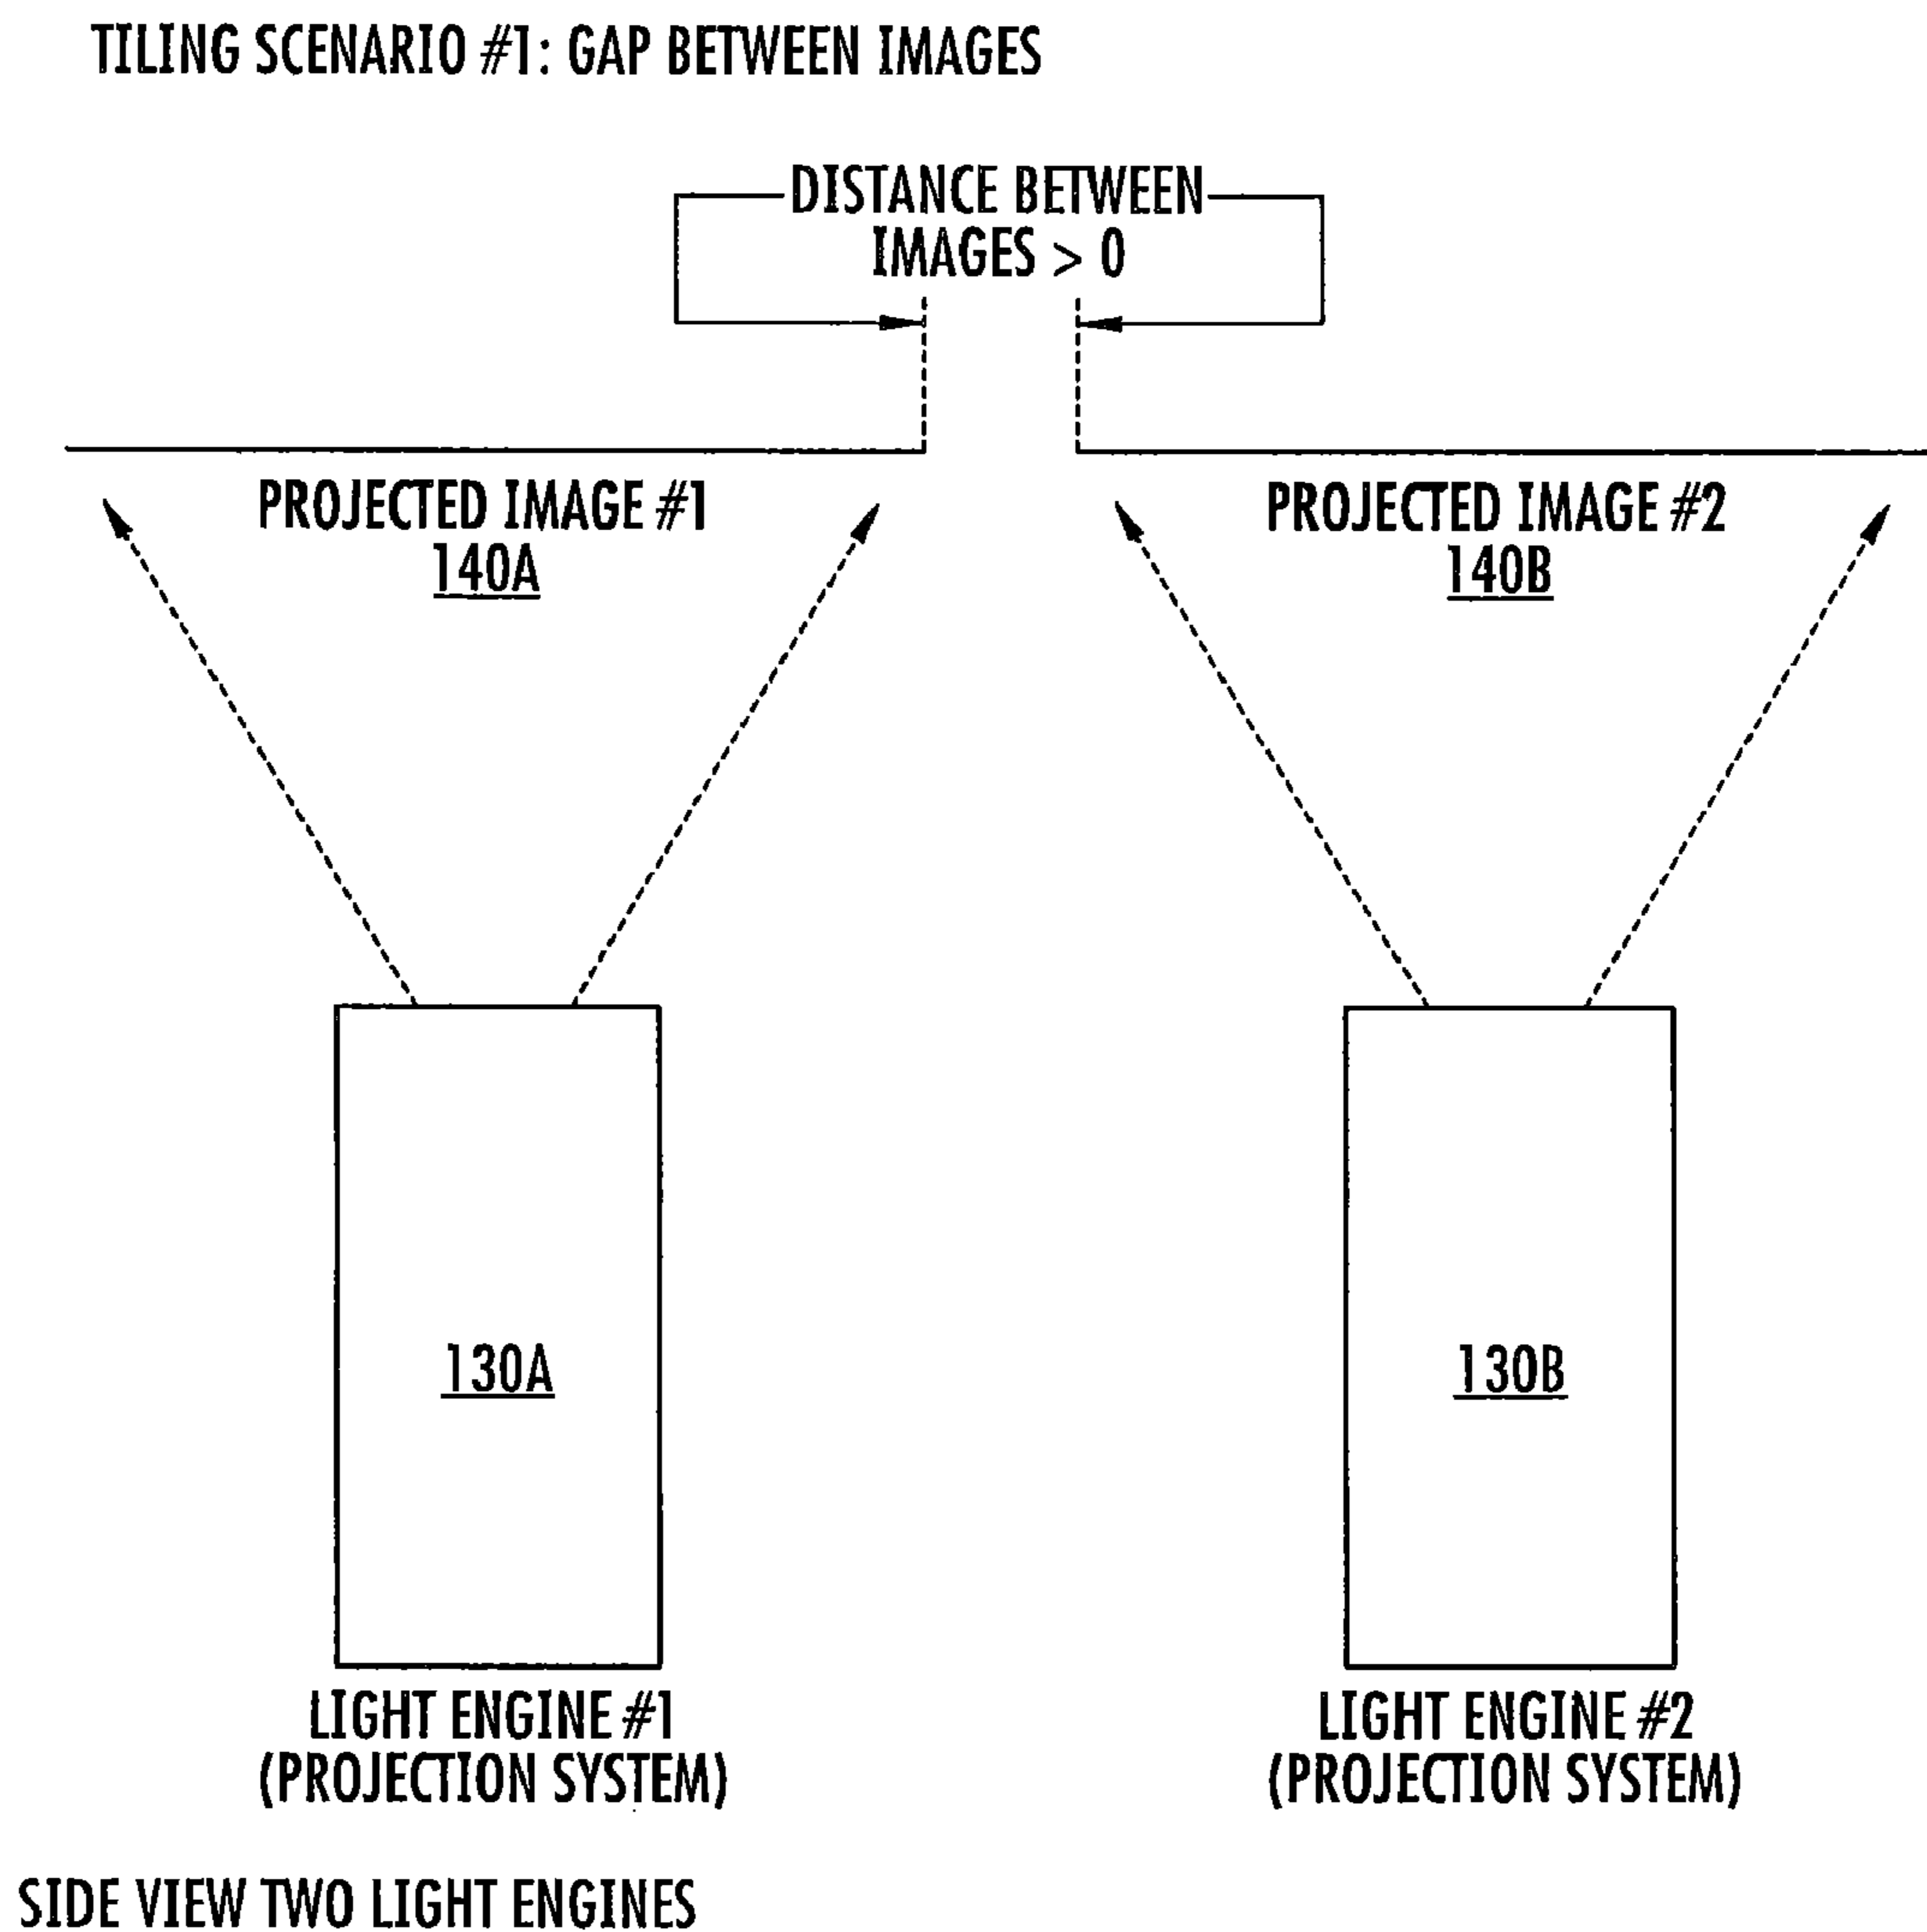 TILING SCENARIO #1: GAP BETWEEN IMAGES
DISTANCE BETWEEN
IMAGES > 0
PROJECTED IMAGE #1
140A
PROJECTED IMAGE #2
140B
130A
130B
LIGHT ENGINE #1
(PROJECTION SYSTEM)
LIGHT ENGINE #2
(PROJECTION SYSTEM)
SIDE VIEW TWO LIGHT ENGINES